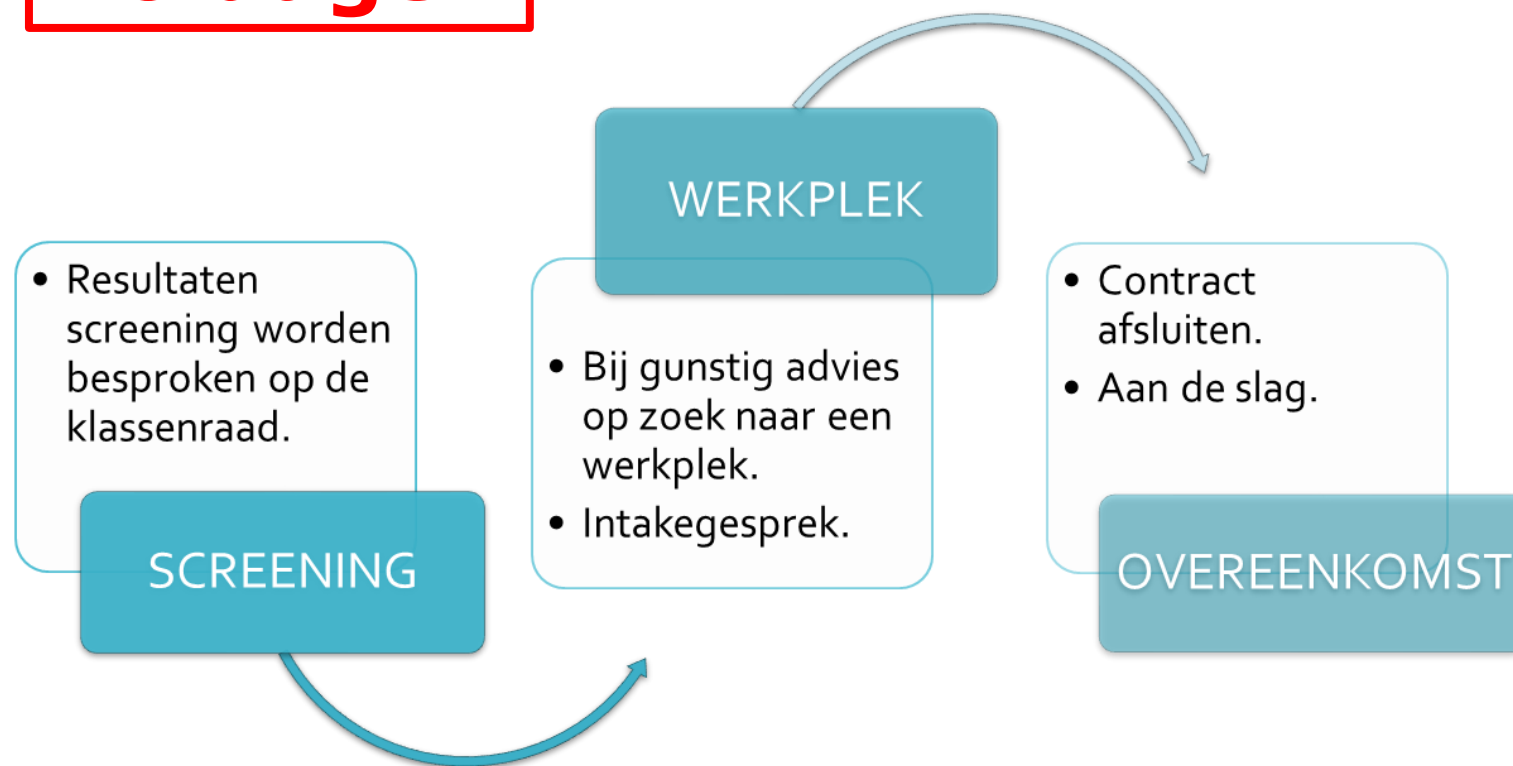 WERKPLEK
• Resultaten
screening worden
besproken op de
klassenraad.
SCREENING
• Bij gunstig advies
op zoek naar een
werkplek.
• Intakegesprek.
• Contract
afsluiten.
• Aan de slag.
OVEREENKOMST